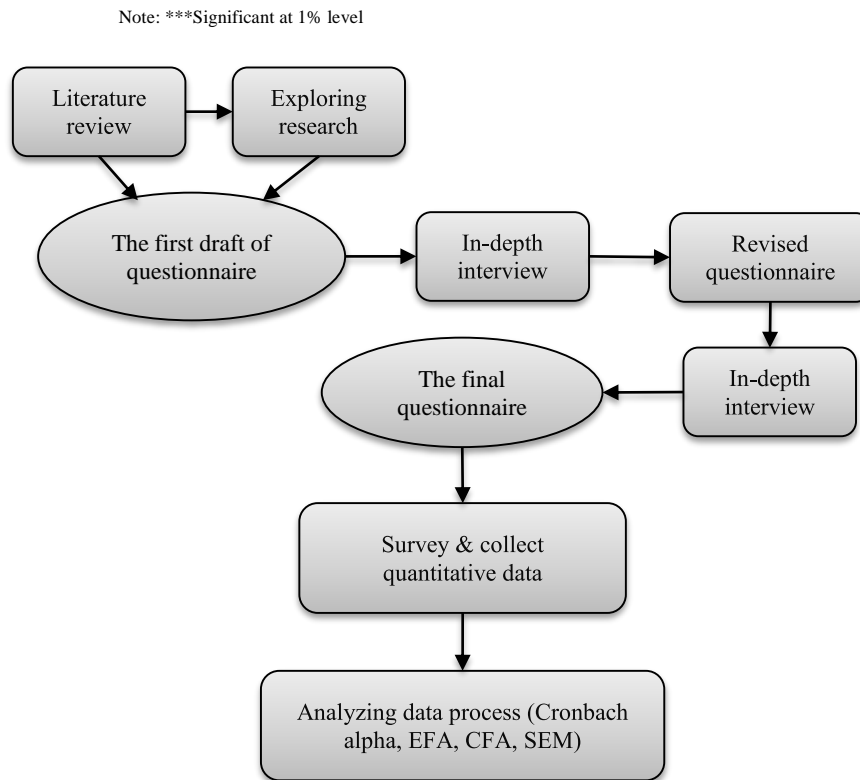 Note: ***Significant at 1% level
Literature
review
Exploring
research
The first draft of
questionnaire
In-depth
interview
Revised
questionnaire
The final
questionnaire
In-depth
interview
Survey & collect
quantitative data
Analyzing data process (Cronbach
alpha, EFA, CFA, SEM)